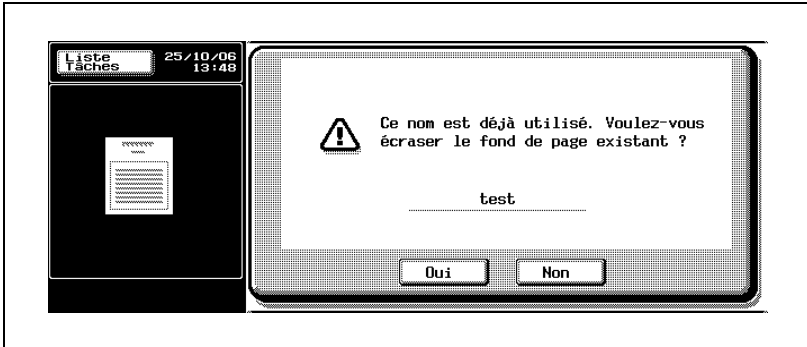 Liste
Tâches
25/10/06
13:48
Ce nom est déjà utilisé. Voulez-vous
écraser le fond de page existant ?
test
Oui
Non